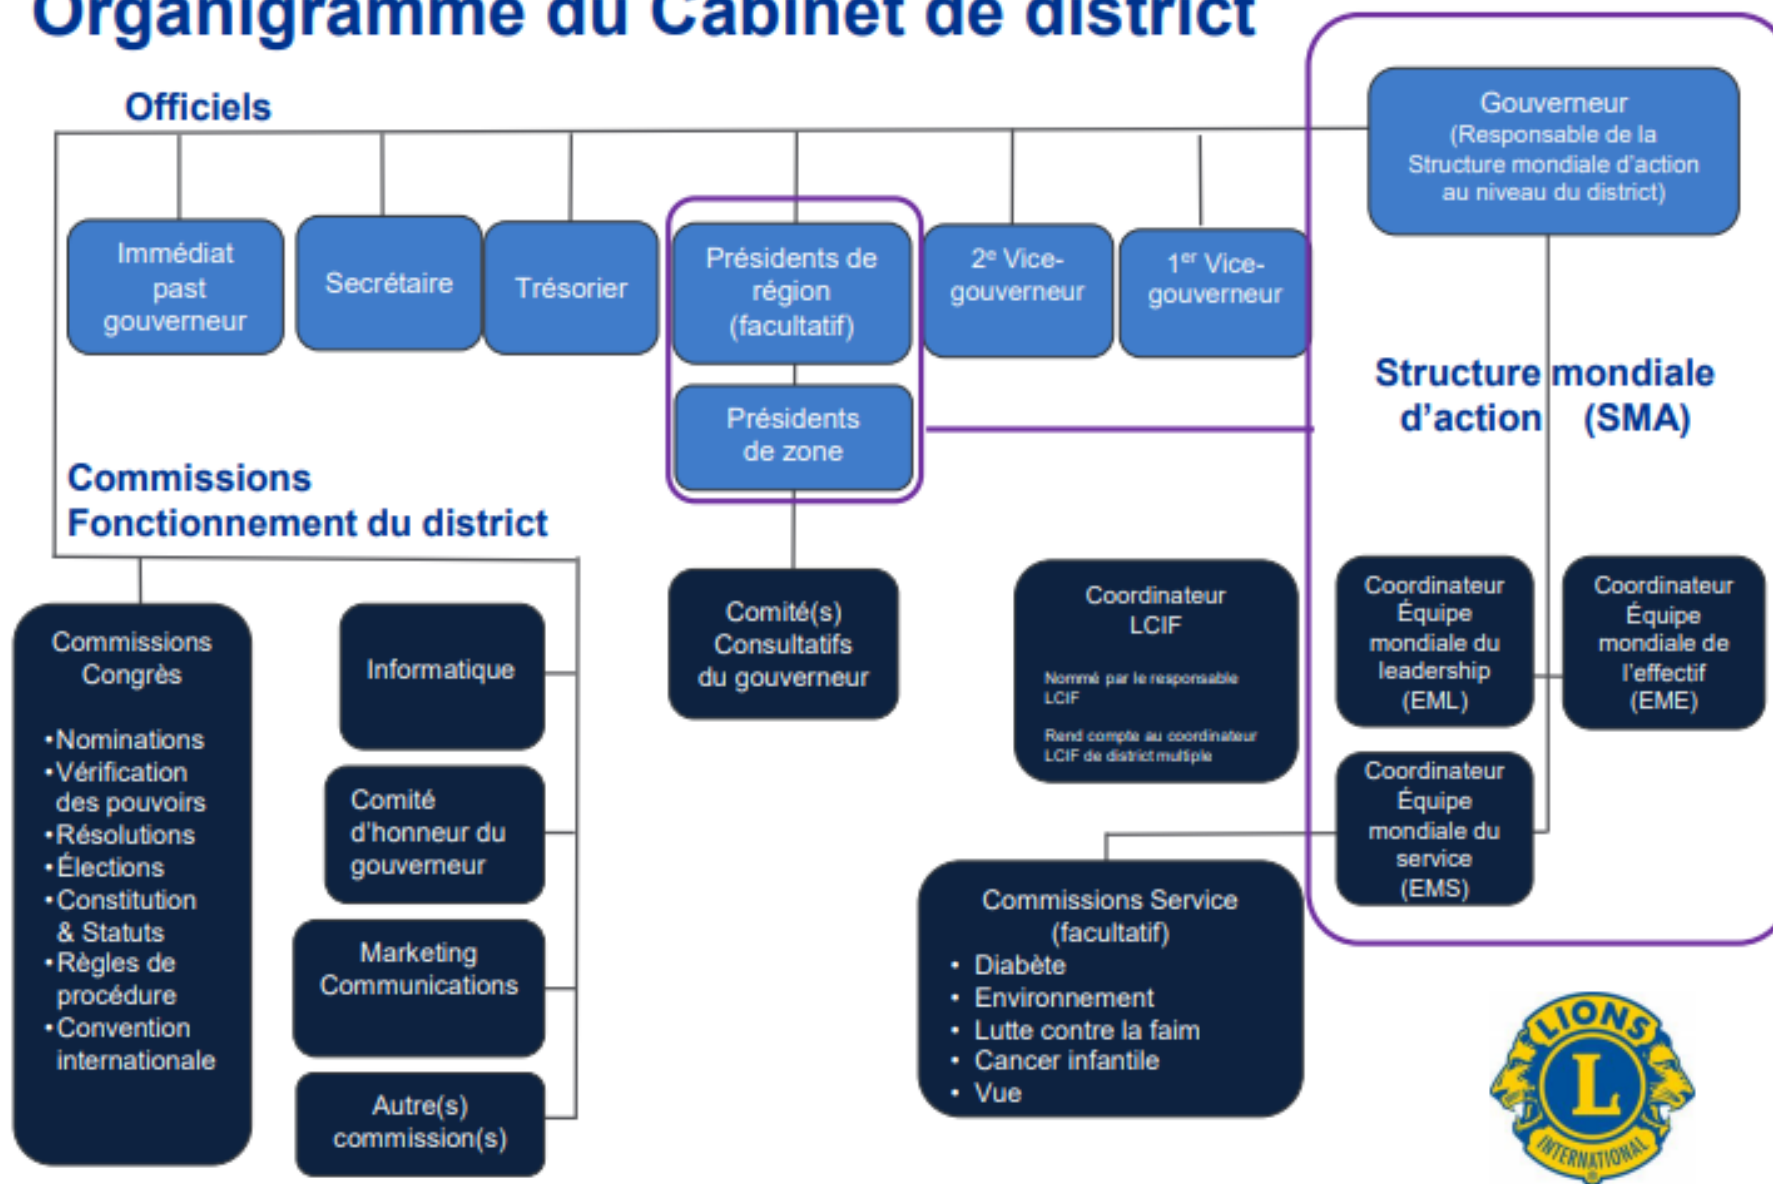 Organigramme du Cabinet de district
Officiels
Gouverneur
(Responsable de la
Structure mondiale d'action
au niveau du district)
Immédiat
past
gouverneur
Secrétaire
Trésorier
Présidents de
région
(facultatif)
2e Vice-
gouverneur
1er Vice-
gouverneur
Présidents
de zone
Structure mondiale
d'action (SMA)
Commissions
Fonctionnement du district
Commissions
Congrès
•Nominations
•Vérification
des pouvoirs
•Résolutions
•Élections
•Constitution
& Statuts
•Règles de
procédure
•Convention
internationale
Informatique
Comité
d'honneur du
gouverneur
Marketing
Communications
Autre(s)
commission(s)
Comité(s)
Consultatifs
du gouverneur
Coordinateur
LCIF
Nommé par le responsable
LCIF
Rend compte au coordinateur
LCIF de district multiple
Coordinateur
Équipe
mondiale du
leadership
(EML)
Coordinateur
Équipe
mondiale de
l'effectif
(EME)
Coordinateur
Équipe
mondiale du
service
(EMS)
Commissions Service
(facultatif)
• Diabète
• Environnement
• Lutte contre la faim
• Cancer infantile
• Vue
LIONS
L
INTERNATIONAL